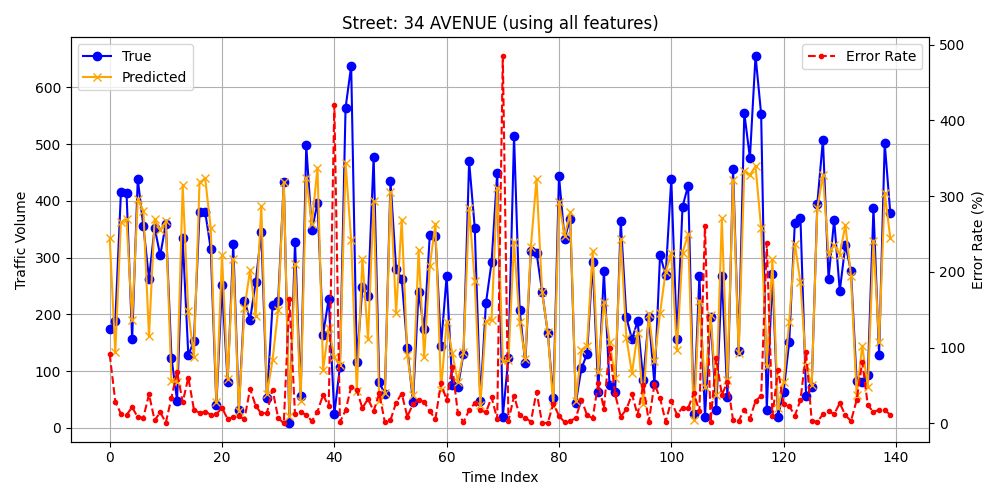 Street: 34 AVENUE (using all features)
True
Predicted
Error Rate
Traffic Volume
600
500
400
300
200
100
0
500
400
300
200
100
0
Error Rate (%)
0 20 40 60 80 100 120 140
Time Index